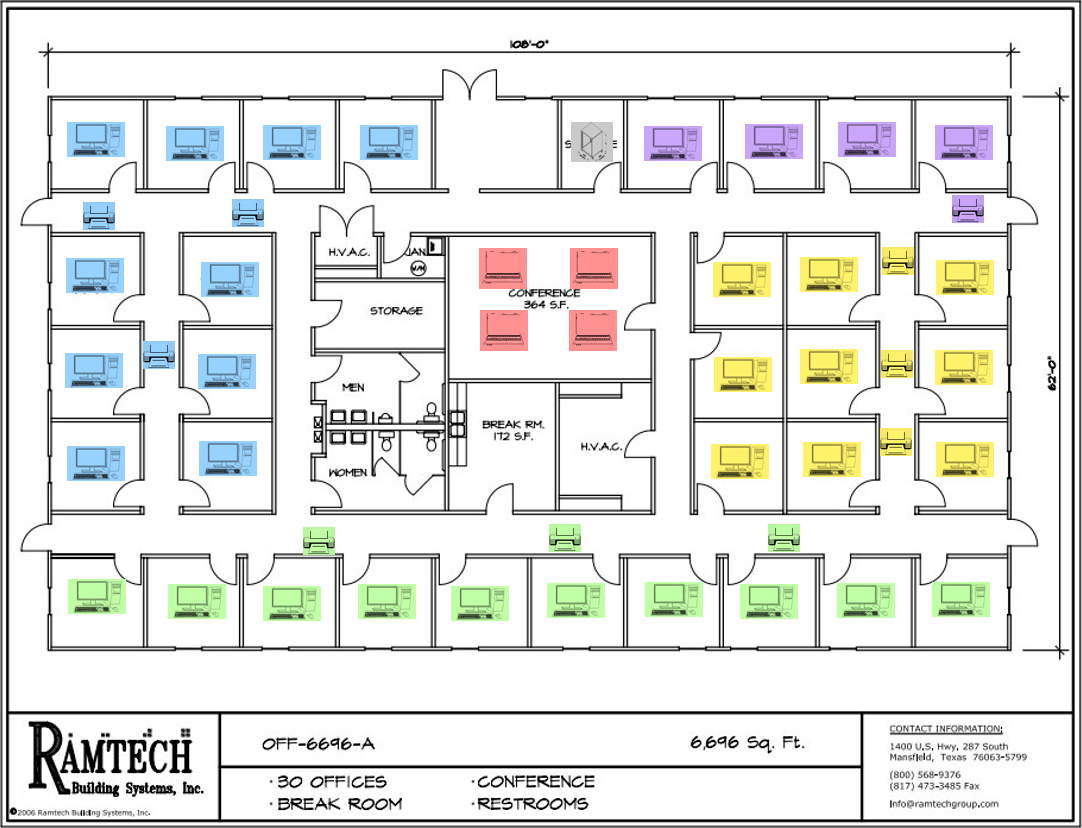 108'-0"
S E
H.V.A.C.
JAN.
W/H
CONFERENCE
364 S.F.
STORAGE
62'-0"
MEN
BREAK RM.
172 S.F.
H.V.A.C.
WOMEN
RAMTECH
Building Systems, Inc.
©2006 Ramtech Building Systems, Inc.
OFF-6696-A
6,696 Sq. Ft.
· 30 OFFICES
· CONFERENCE
· BREAK ROOM
· RESTROOMS
CONTACT INFORMATION:
1400 U.S. Hwy. 287 South
Mansfield, Texas 76063-5799
(800) 568-9376
(817) 473-3485 Fax
Info@ramtechgroup.com